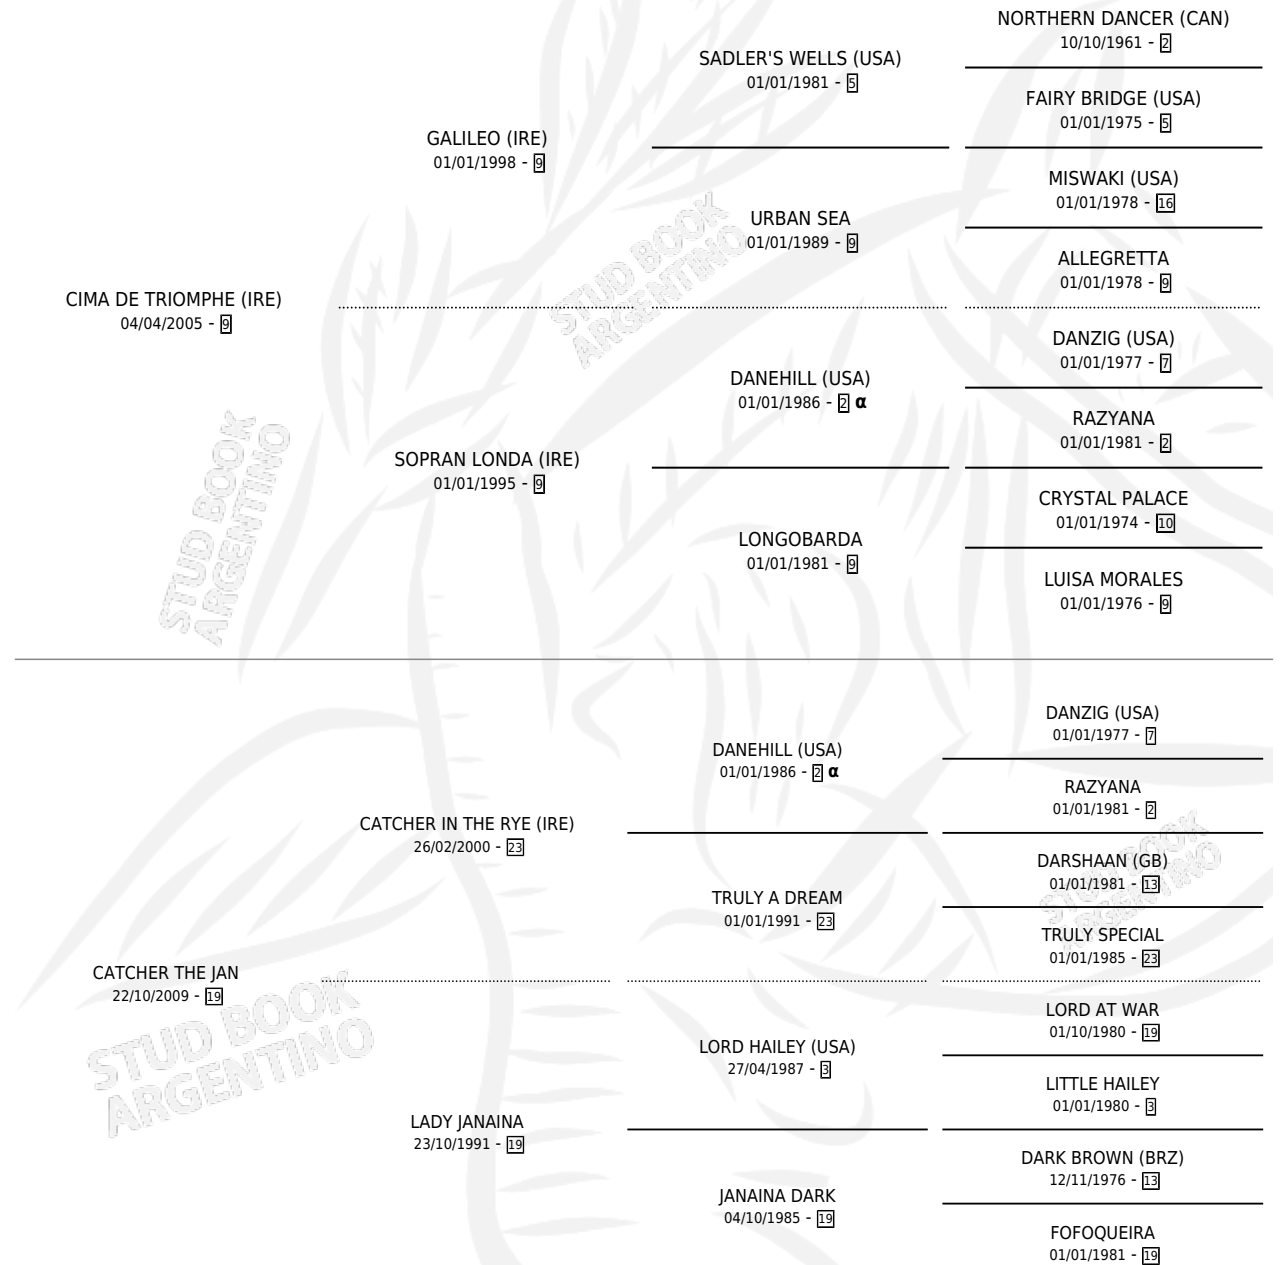 NORTHERN DANCER (CAN)
10/10/1961 - 2
SADLER'S WELLS (USA)
01/01/1981 - 5
FAIRY BRIDGE (USA)
01/01/1975 - 5
GALILEO (IRE)
01/01/1998 - 9
MISWAKI (USA)
01/01/1978 - 16
URBAN SEA
01/01/1989 - 9
ALLEGRETTA
01/01/1978 - 9
CIMA DE TRIOMPHE (IRE)
04/04/2005 - 9
DANZIG (USA)
01/01/1977 - 7
DANEHILL (USA)
01/01/1986 - 2 α
RAZYANA
01/01/1981 - 2
SOPRAN LONDA (IRE)
01/01/1995 - 9
CRYSTAL PALACE
01/01/1974 - 10
LONGOBARDA
01/01/1981 - 9
LUISA MORALES
01/01/1976 - 9
STUD BOOK
ARGENTINO
STUD BOOK
ARGENTINO
DANZIG (USA)
01/01/1977 - 7
DANEHILL (USA)
01/01/1986 - 2 α
RAZYANA
01/01/1981 - 2
CATCHER IN THE RYE (IRE)
26/02/2000 - 23
DARSHAAN (GB)
01/01/1981 - 13
TRULY A DREAM
01/01/1991 - 23
TRULY SPECIAL
01/01/1985 - 23
CATCHER THE JAN
22/10/2009 - 19
LORD AT WAR
01/10/1980 - 19
LORD HAILEY (USA)
27/04/1987 - 3
LITTLE HAILEY
01/01/1980 - 3
LADY JANAINA
23/10/1991 - 19
DARK BROWN (BRZ)
12/11/1976 - 13
JANAINA DARK
04/10/1985 - 19
FOFOQUEIRA
01/01/1981 - 19
STUD BOOK
ARGENTINO
STUD BOOK
ARGENTINO